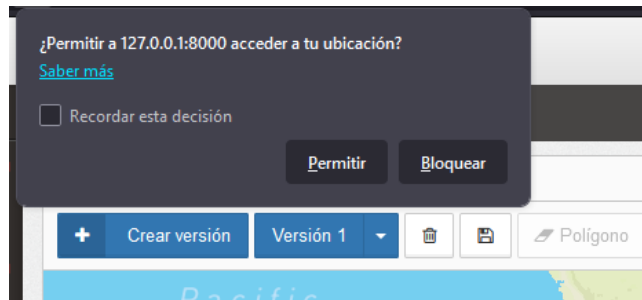 ¿Permitir a 127.0.0.1:8000 acceder a tu ubicación?
Saber más
Recordar esta decisión
Permitir Bloquear
Crear versión Versión 1 Polígono
Pacific